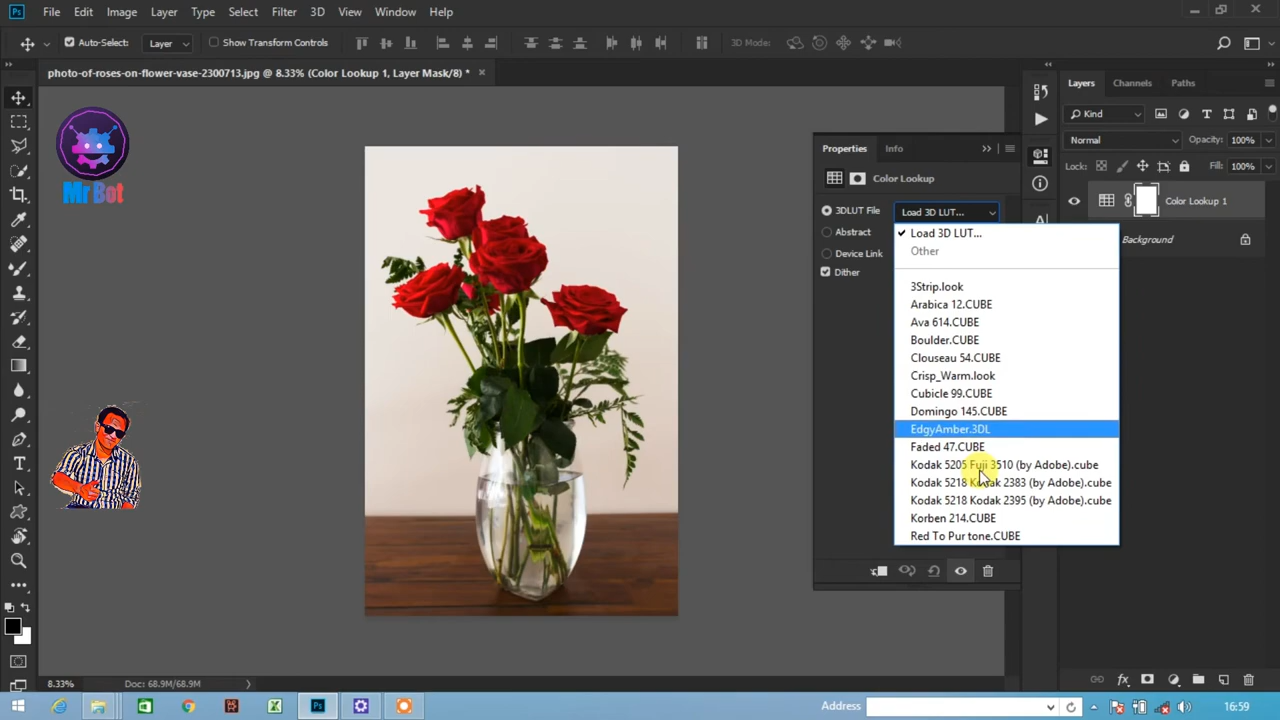 Ps File Edit Image Layer Type Select Filter 3D View Window Help
Auto-Select: Layer Show Transform Controls 3D Mode:
photo-of-roses-on-flower-vase-2300713.jpg @ 8.33% (Color Lookup 1, Layer Mask/8) *
Layers Channels Paths
Kind
Normal Opacity: 100%
Lock: Fill: 100%
Color Lookup 1
Background
Mr Bot
Properties Info
Color Lookup
3DLUT File Load 3D LUT...
Abstract
Device Link
Dither
Load 3D LUT...
Other
3Strip.look
Arabica 12.CUBE
Ava 614.CUBE
Boulder.CUBE
Clouseau 54.CUBE
Crisp_Warm.look
Cubicle 99.CUBE
Domingo 145.CUBE
EdgyAmber.3DL
Faded 47.CUBE
Kodak 5205 Fuji 3510 (by Adobe).cube
Kodak 5218 Kodak 2383 (by Adobe).cube
Kodak 5218 Kodak 2395 (by Adobe).cube
Korben 214.CUBE
Red To Pur tone.CUBE
8.33% Doc: 68.9M/68.9M
Address 16:59